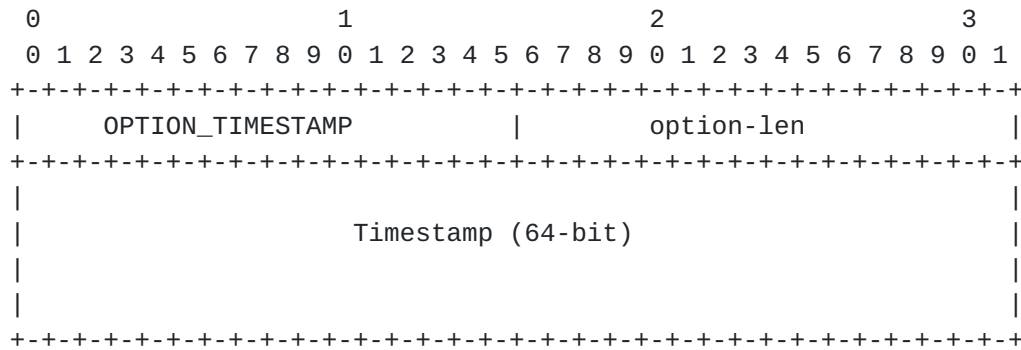 0                   1                   2                   3
 0 1 2 3 4 5 6 7 8 9 0 1 2 3 4 5 6 7 8 9 0 1 2 3 4 5 6 7 8 9 0 1
+-+-+-+-+-+-+-+-+-+-+-+-+-+-+-+-+-+-+-+-+-+-+-+-+-+-+-+-+-+-+-+-+
|     OPTION_TIMESTAMP          |        option-len             |
+-+-+-+-+-+-+-+-+-+-+-+-+-+-+-+-+-+-+-+-+-+-+-+-+-+-+-+-+-+-+-+-+
|                                                               |
|                     Timestamp (64-bit)                        |
|                                                               |
|                                                               |
+-+-+-+-+-+-+-+-+-+-+-+-+-+-+-+-+-+-+-+-+-+-+-+-+-+-+-+-+-+-+-+-+